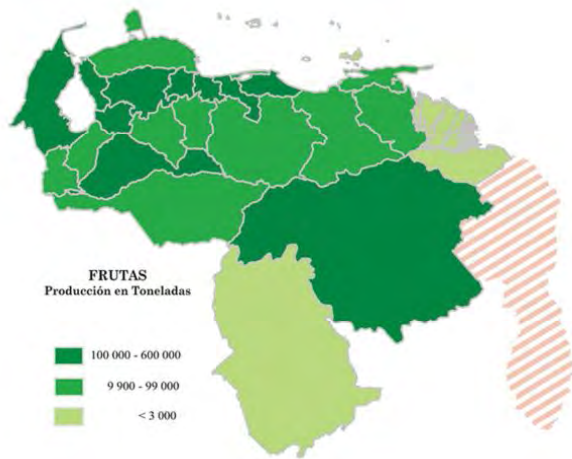 FRUTAS
Producción en Toneladas
100 000 - 600 000
9 900 - 99 000
< 3 000